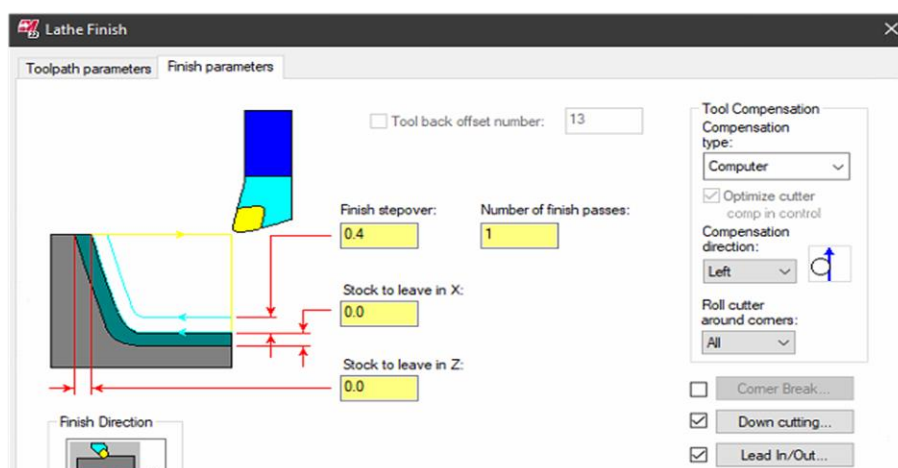 Lathe Finish
Toolpath parameters Finish parameters
Tool back offset number: 13
Finish stepover: Number of finish passes:
0.4 1
Stock to leave in X:
0.0
Stock to leave in Z:
0.0
Finish Direction
Tool Compensation
Compensation
type:
Computer
Optimize cutter
comp in control
Compensation
direction:
Left
Roll cutter
around corners:
All
Corner Break...
Down cutting...
Lead In/Out...